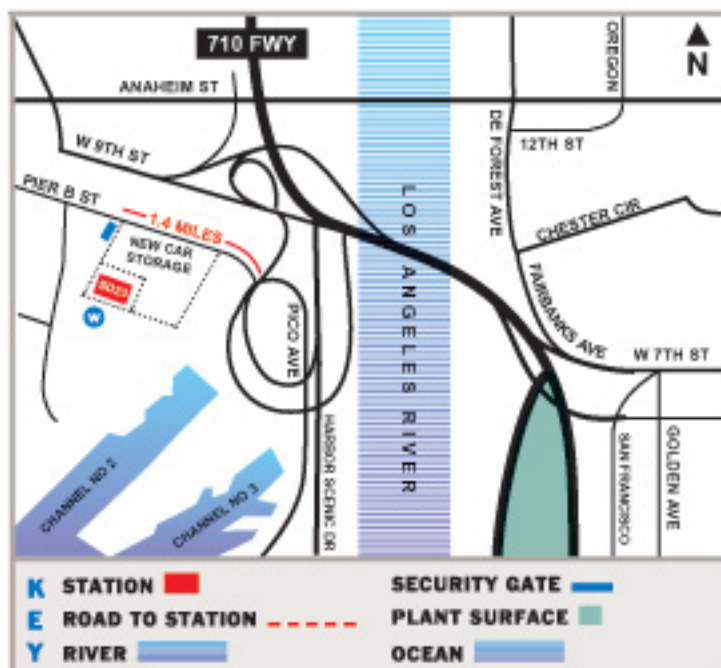 710 FWY
ANAHEIM ST
OREGON
N
W 9TH ST
DE FOREST AVE
12TH ST
PIER B ST
1.4 MILES
NEW CAR
STORAGE
LOS ANGELES RIVER
CHESTER CIR
FAIRBANKS AVE
W
PICO AVE
W 7TH ST
HARBOR SCENIC DR
SAN FRANCISCO
GOLDEN AVE
CHANNEL NO 2
CHANNEL NO 3
KEY
STATION
SECURITY GATE
ROAD TO STATION
PLANT SURFACE
RIVER
OCEAN